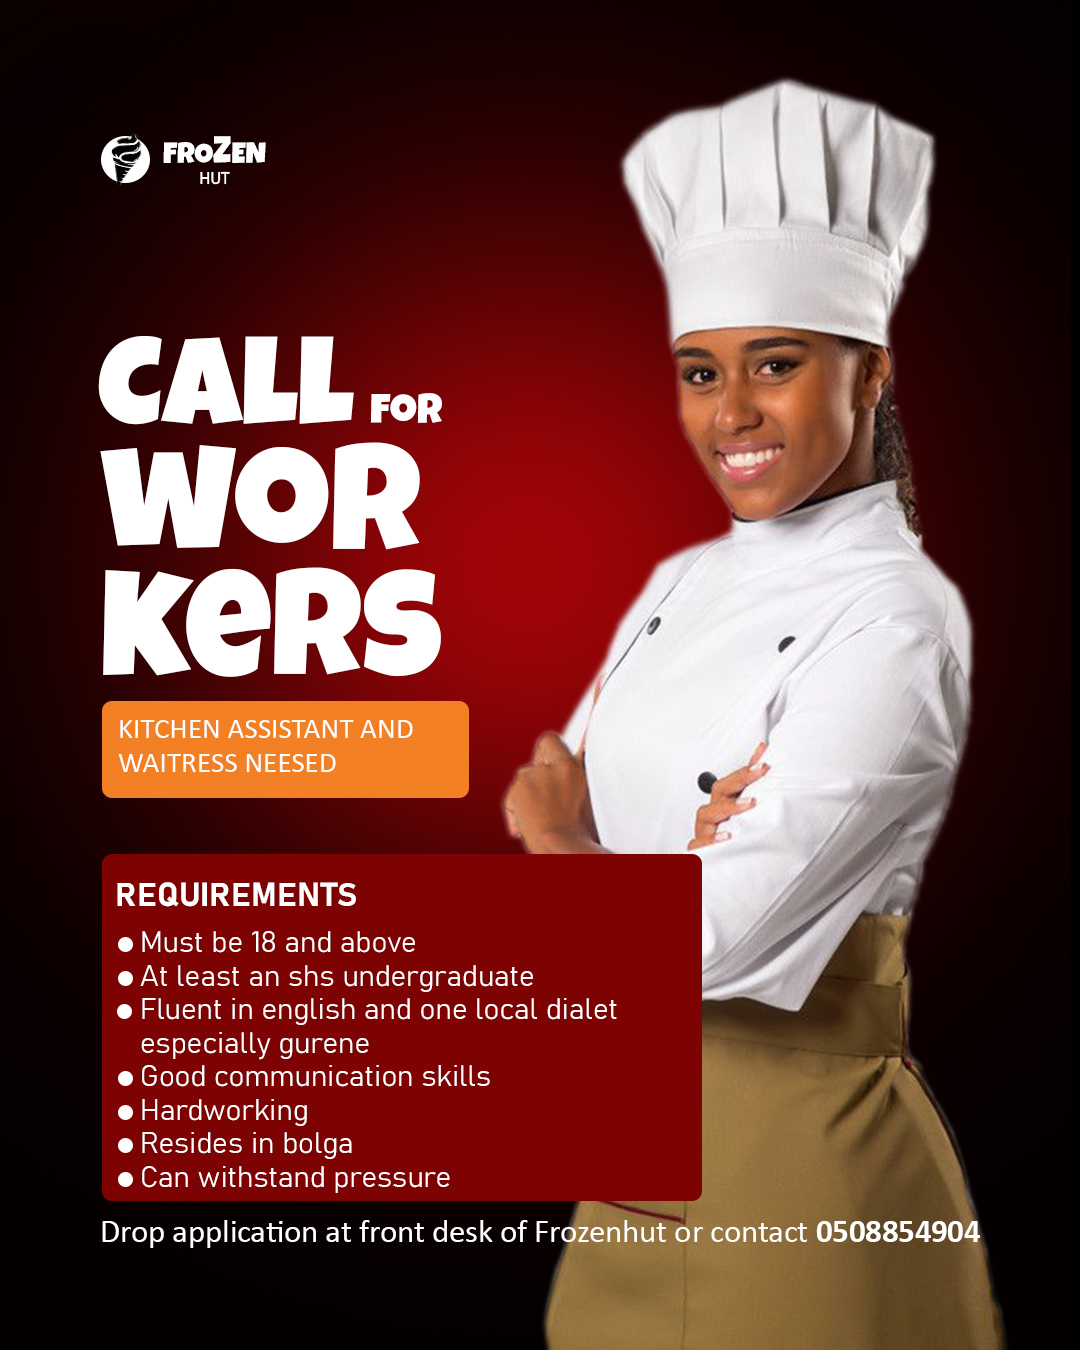 FROZEN
HUT
CALL FOR
WOR
KERS
KITCHEN ASSISTANT AND
WAITRESS NEESED
REQUIREMENTS
● Must be 18 and above
● At least an shs undergraduate
● Fluent in english and one local dialet
especially gurene
● Good communication skills
● Hardworking
● Resides in bolga
● Can withstand pressure
Drop application at front desk of Frozenhut or contact 0508854904